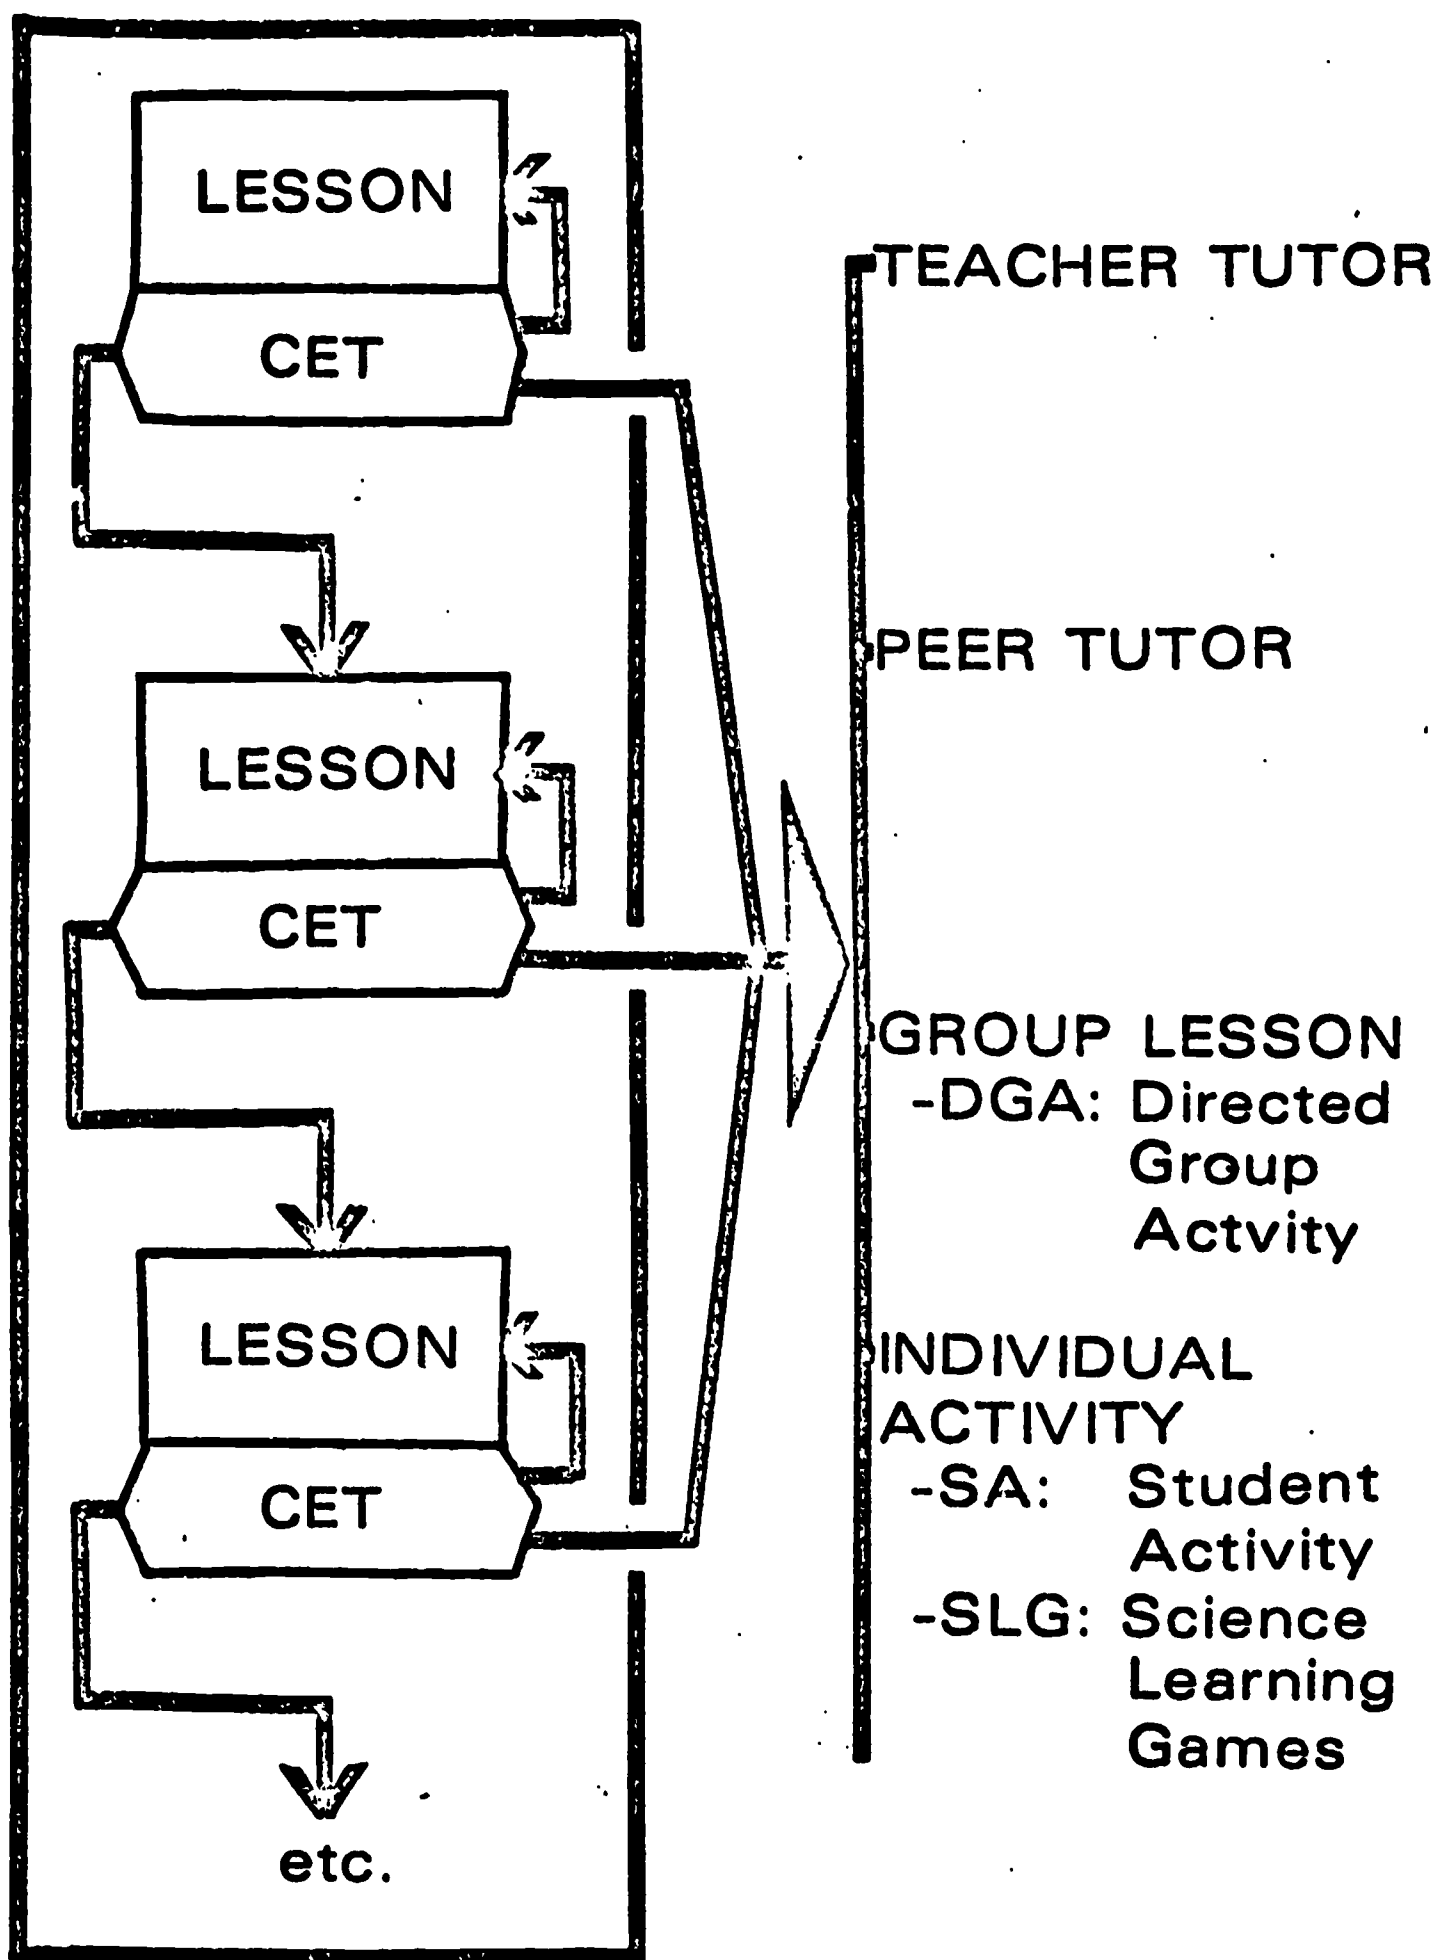 LESSON
CET
LESSON
CET
LESSON
CET
etc.
TEACHER TUTOR
PEER TUTOR
GROUP LESSON
-DGA: Directed
Group
Actvity
INDIVIDUAL
ACTIVITY
-SA: Student
Activity
-SLG: Science
Learning
Games